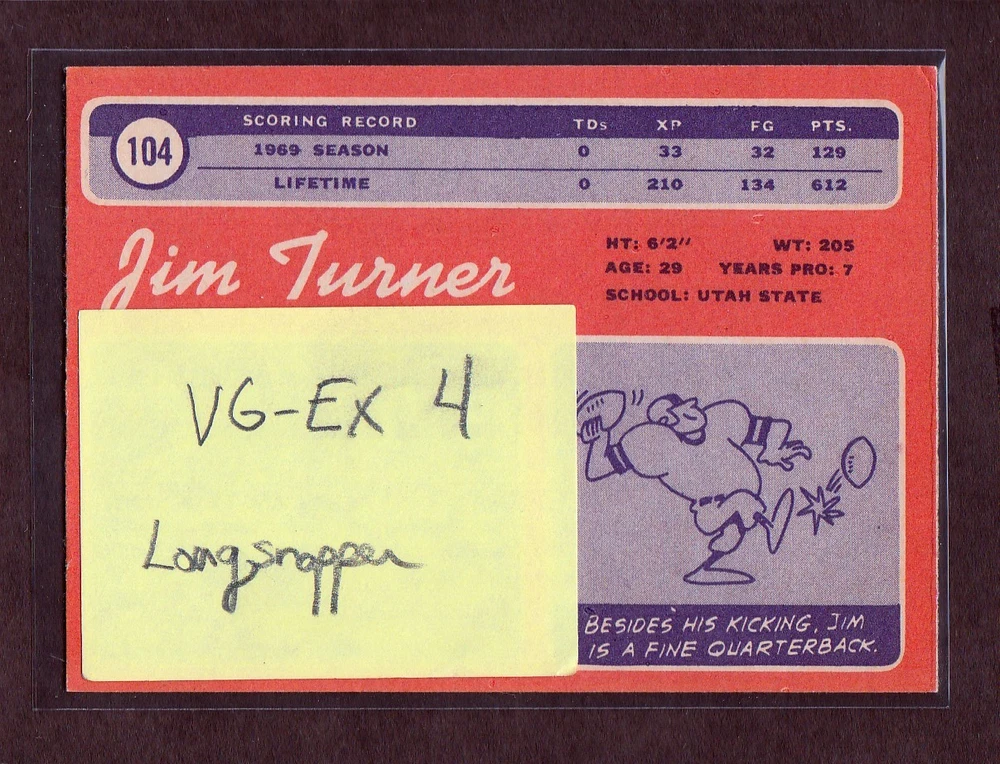 104
SCORING RECORD TDs XP FG PTS.
1969 SEASON 0 33 32 129
LIFETIME 0 210 134 612
Jim Turner
HT: 6'2" WT: 205
AGE: 29 YEARS PRO: 7
SCHOOL: UTAH STATE
VG-EX 4
Longsnapper
BESIDES HIS KICKING, JIM
IS A FINE QUARTERBACK.